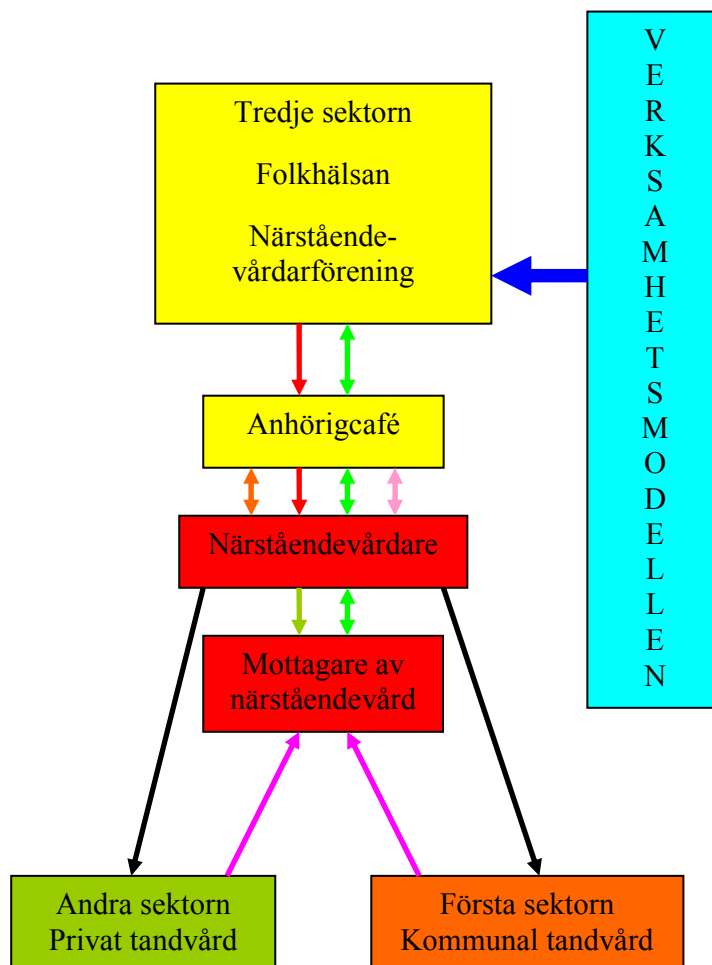 Tredje sektorn
Folkhälsan
Närstående-
vårdarförening
Anhörigcafé
Närståendevårdare
Mottagare av
närståendevård
Andra sektorn
Privat tandvård
Första sektorn
Kommunal tandvård
V
E
R
K
S
A
M
H
E
T
S
M
O
D
E
L
L
E
N